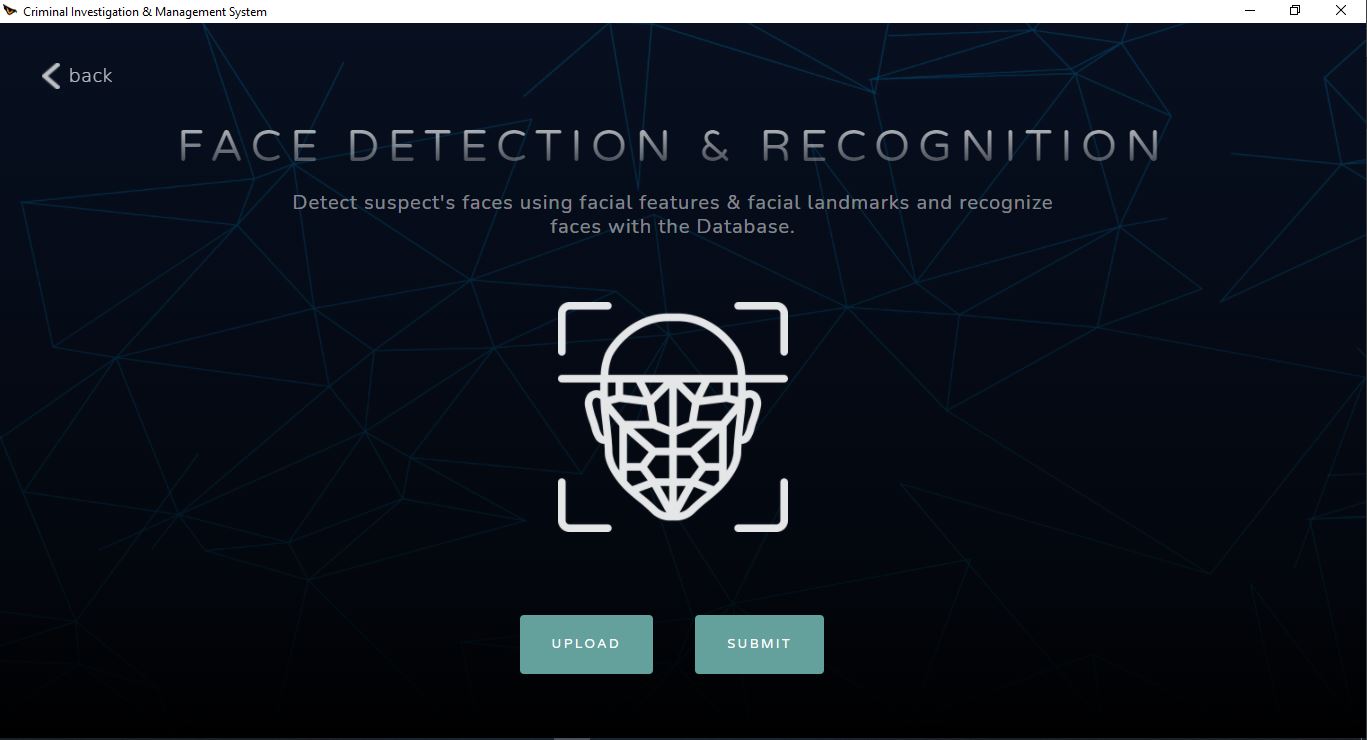 Criminal Investigation & Management System
back
FACE DETECTION & RECOGNITION
Detect suspect's faces using facial features & facial landmarks and recognize
faces with the Database.
UPLOAD
SUBMIT